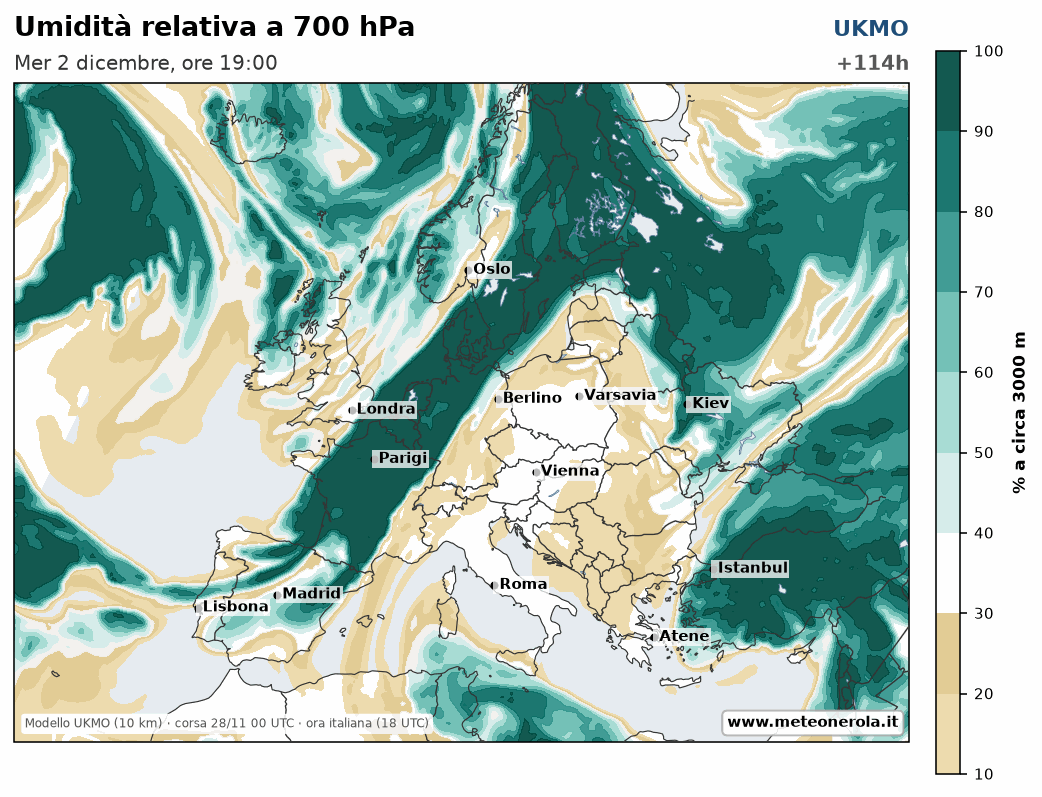 Umidità relativa a 700 hPa
UKMO
Mer 2 dicembre, ore 19:00
+114h
100
90
80
70
60
50
40
30
20
10
% a circa 3000 m
Oslo
Londra
Berlino
Varsavia
Kiev
Parigi
Vienna
Istanbul
Roma
Madrid
Lisbona
Atene
Modello UKMO (10 km) · corsa 28/11 00 UTC · ora italiana (18 UTC)
www.meteonerola.it